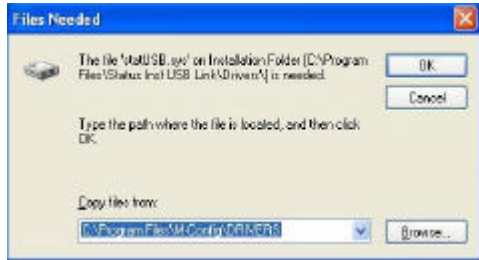 Files Needed
The file 'statUSB.sys' on Installation Folder [C:\Program
Files\Status Inst USB Link\Drivers\] is needed.
OK
Cancel
Type the path where the file is located, and then click
OK.
Copy files from:
C:\Program Files\M-Config\DRIVERS
Browse...